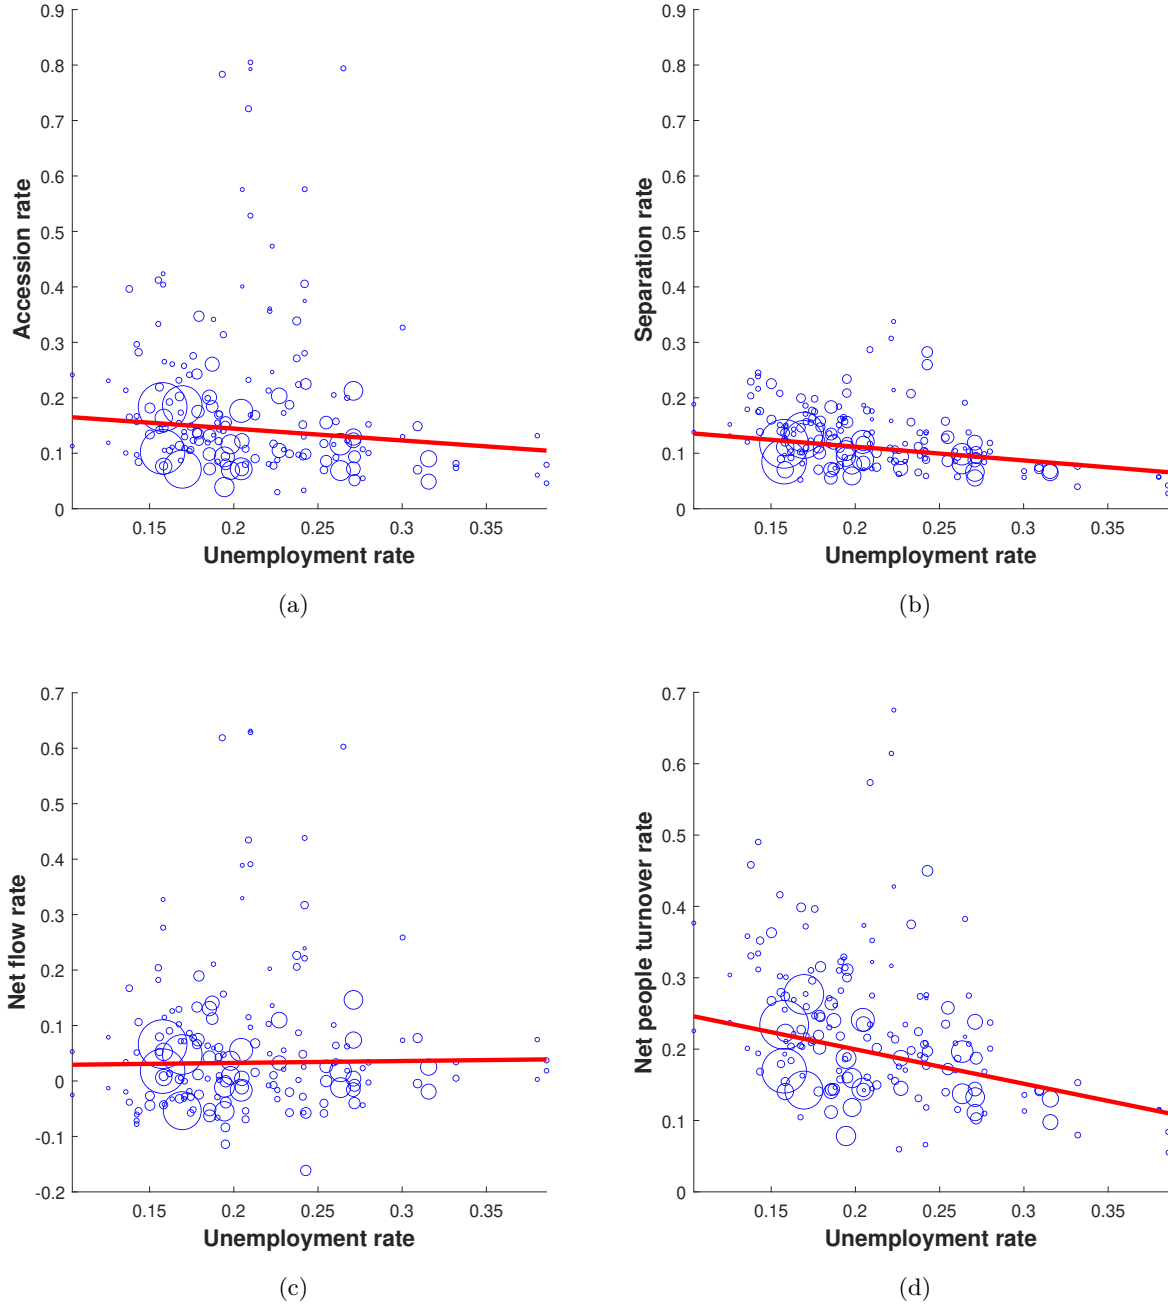 0.9
0.8
0.7
0.6
0.5
0.4
0.3
0.2
0.1
0
Accession rate
0.15 0.2 0.25 0.3 0.35
Unemployment rate
(a)
0.9
0.8
0.7
0.6
0.5
0.4
0.3
0.2
0.1
0
Separation rate
0.15 0.2 0.25 0.3 0.35
Unemployment rate
(b)
0.7
0.6
0.5
0.4
0.3
0.2
0.1
0
-0.1
-0.2
Net flow rate
0.15 0.2 0.25 0.3 0.35
Unemployment rate
(c)
0.7
0.6
0.5
0.4
0.3
0.2
0.1
0
Net people turnover rate
0.15 0.2 0.25 0.3 0.35
Unemployment rate
(d)